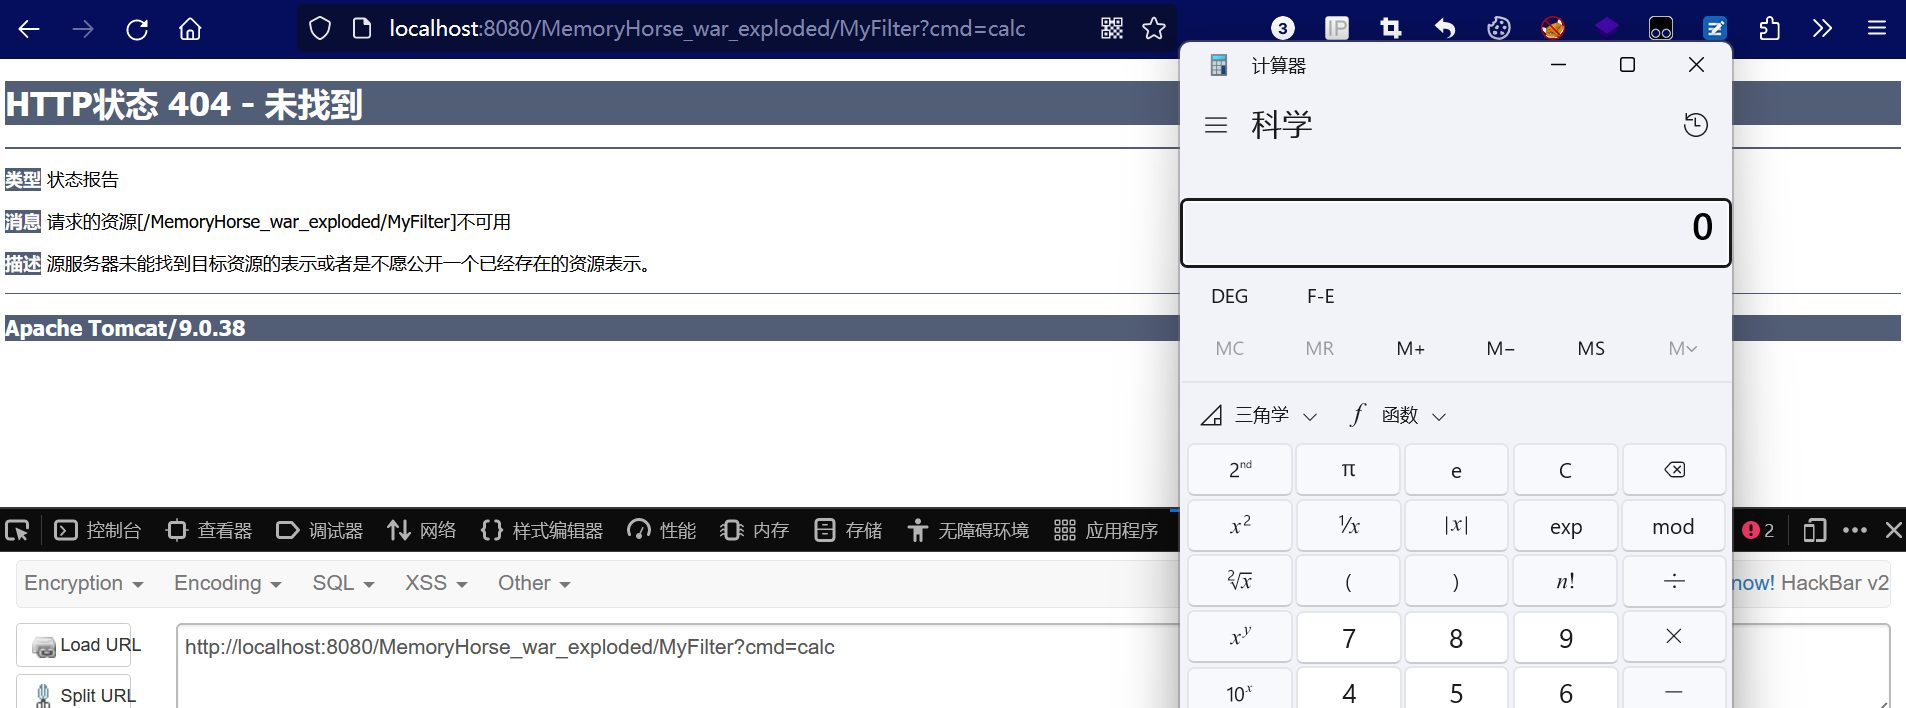 localhost:8080/MemoryHorse_war_exploded/MyFilter?cmd=calc
3
IP
HTTP状态 404 - 未找到
类型 状态报告
消息 请求的资源[/MemoryHorse_war_exploded/MyFilter]不可用
描述 源服务器未能找到目标资源的表示或者是不愿公开一个已经存在的资源表示。
Apache Tomcat/9.0.38
计算器
科学
0
DEG F-E
MC MR M+ M− MS M
三角学 f 函数
2nd π e C
x2 1/x |x| exp mod
2√x ( ) n! ÷
xy 7 8 9 ×
10x 4 5 6 −
控制台 查看器 调试器 网络 {} 样式编辑器 性能 内存 存储 无障碍环境 应用程序 2
Encryption Encoding SQL XSS Other now! HackBar v2
Load URL http://localhost:8080/MemoryHorse_war_exploded/MyFilter?cmd=calc
Split URL